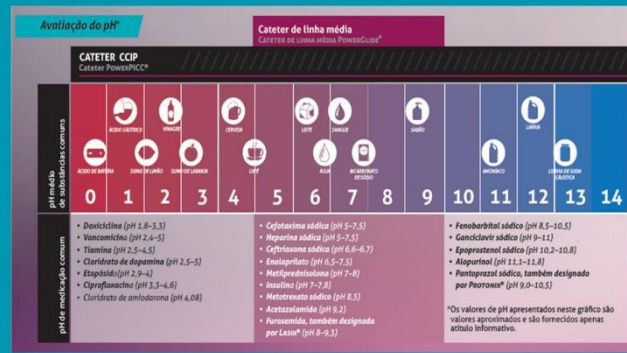 Avaliação do pH*
Cateter de linha média
CATETER DE LINHA MÉDIA POWERGLIDE®
CATETER CCIP
Cateter POWERPICC®
pH médio
de substâncias comuns
ÁCIDO GÁSTRICO
VINAGRE
CERVEJA
LEITE
SANGUE
SABÃO
LIXÍVIA
ÁCIDO DE BATERIA
SUMO DE LIMÃO
SUMO DE LARANJA
CAFÉ
ÁGUA
BICARBONATO
DE SÓDIO
AMONÍACO
CÁUSTICA
0 1 2 3 4 5 6 7 8 9 10 11 12 13 14
pH de medicação comum
• Doxiciclina (pH 1,8–3,3)
• Vancomicina (pH 2,4–5)
• Tiamina (pH 2,5–4,5)
• Cloridrato de dopamina (pH 2,5–5)
• Etopósido (pH 2,9–4)
• Ciprofloxacina (pH 3,3–4,6)
• Cloridrato de amiodarona (pH 4,08)
• Cefotaxima sódica (pH 5–7,5)
• Heparina sódica (pH 5–7,5)
• Ceftriaxona sódica (pH 6,6–6,7)
• Enalaprilato (pH 6,5–7,5)
• Metilprednisolona (pH 7–8)
• Insulina (pH 7–7,8)
• Metotrexato sódico (pH 8,5)
• Acetazolamida (pH 9,2)
• Furosemida, também designada
por LASIX® (pH 8–9,3)
• Fenobarbital sódico (pH 8,5–10,5)
• Ganciclovir sódico (pH 9–11)
• Epoprostenol sódico (pH 10,2–10,8)
• Alopurinol (pH 11,1–11,8)
• Pantoprazol sódico, também designado
por PROTONIX® (pH 9,0–10,5)
*Os valores de pH apresentados neste gráfico são
valores aproximados e são fornecidos apenas
atitulo informativo.